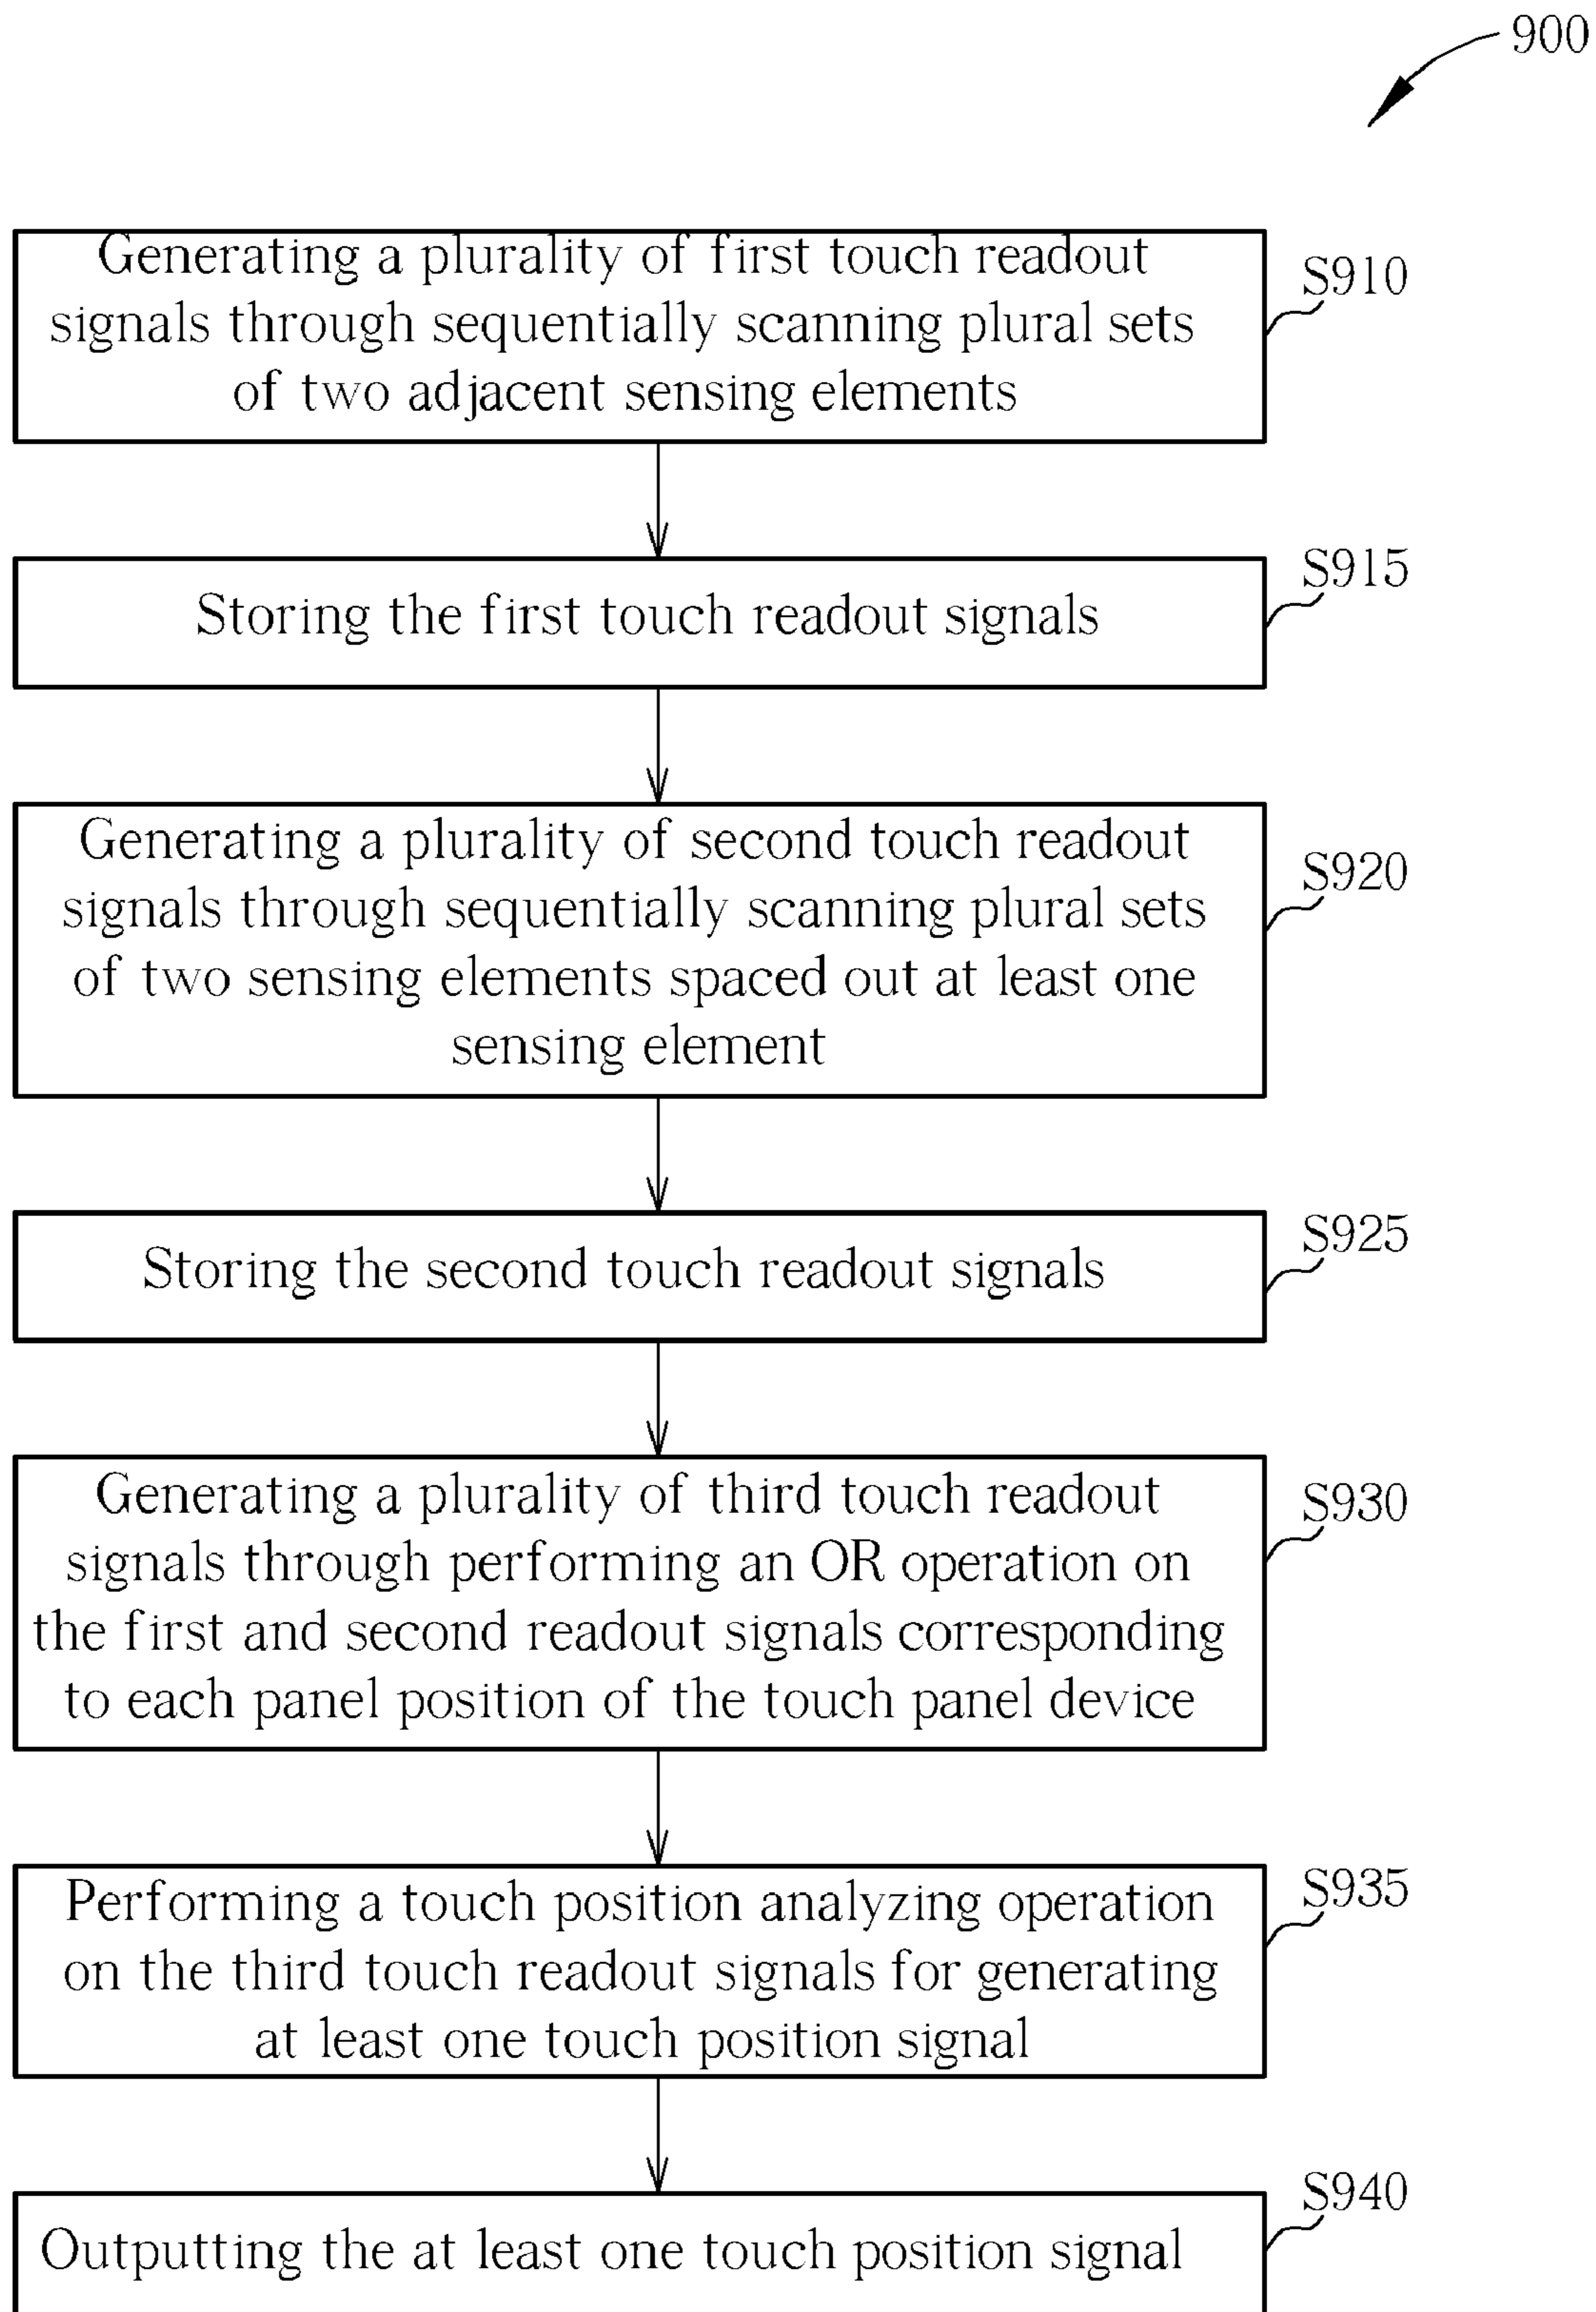 900
Generating a plurality of first touch readout
signals through sequentially scanning plural sets
of two adjacent sensing elements
S910
Storing the first touch readout signals
S915
Generating a plurality of second touch readout
signals through sequentially scanning plural sets
of two sensing elements spaced out at least one
sensing element
S920
Storing the second touch readout signals
S925
Generating a plurality of third touch readout
signals through performing an OR operation on
the first and second readout signals corresponding
to each panel position of the touch panel device
S930
Performing a touch position analyzing operation
on the third touch readout signals for generating
at least one touch position signal
S935
Outputting the at least one touch position signal
S940